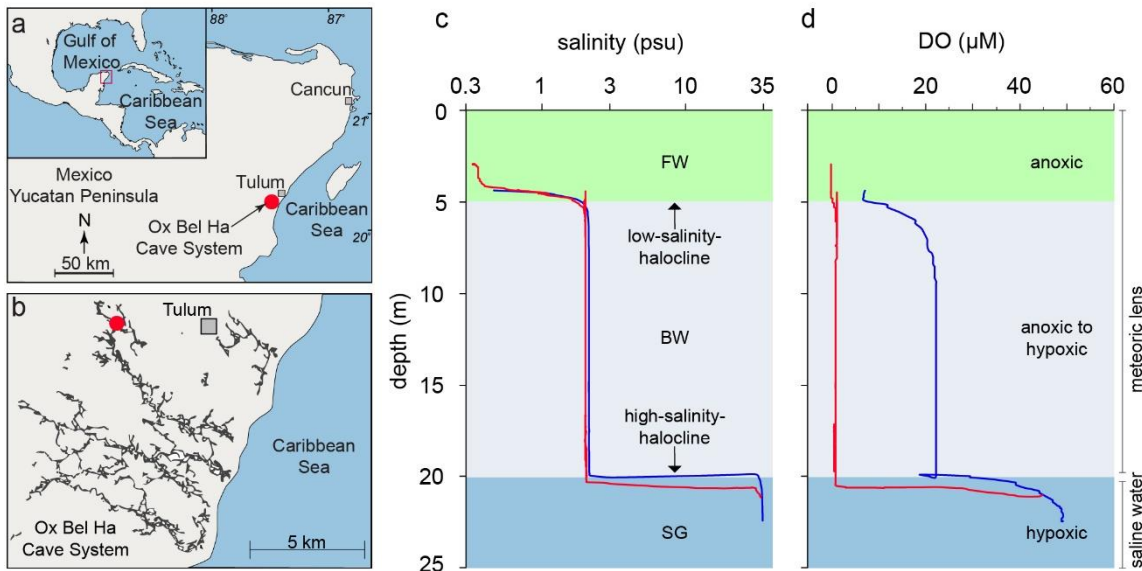 a
Gulf of
Mexico
Caribbean
Sea
88
87
Cancun
21
Mexico
Yucatan Peninsula
Tulum
Ox Bel Ha
Cave System
Caribbean
Sea
20
N
50 km
b
Tulum
Caribbean
Sea
Ox Bel Ha
Cave System
5 km
c
salinity (psu)
0.3 1 3 10 35
depth (m)
0
5
10
15
20
25
FW
low-salinity-
halocline
BW
high-salinity-
halocline
SG
d
DO (µM)
0 20 40 60
anoxic
anoxic to
hypoxic
hypoxic
meteoric lens
saline water